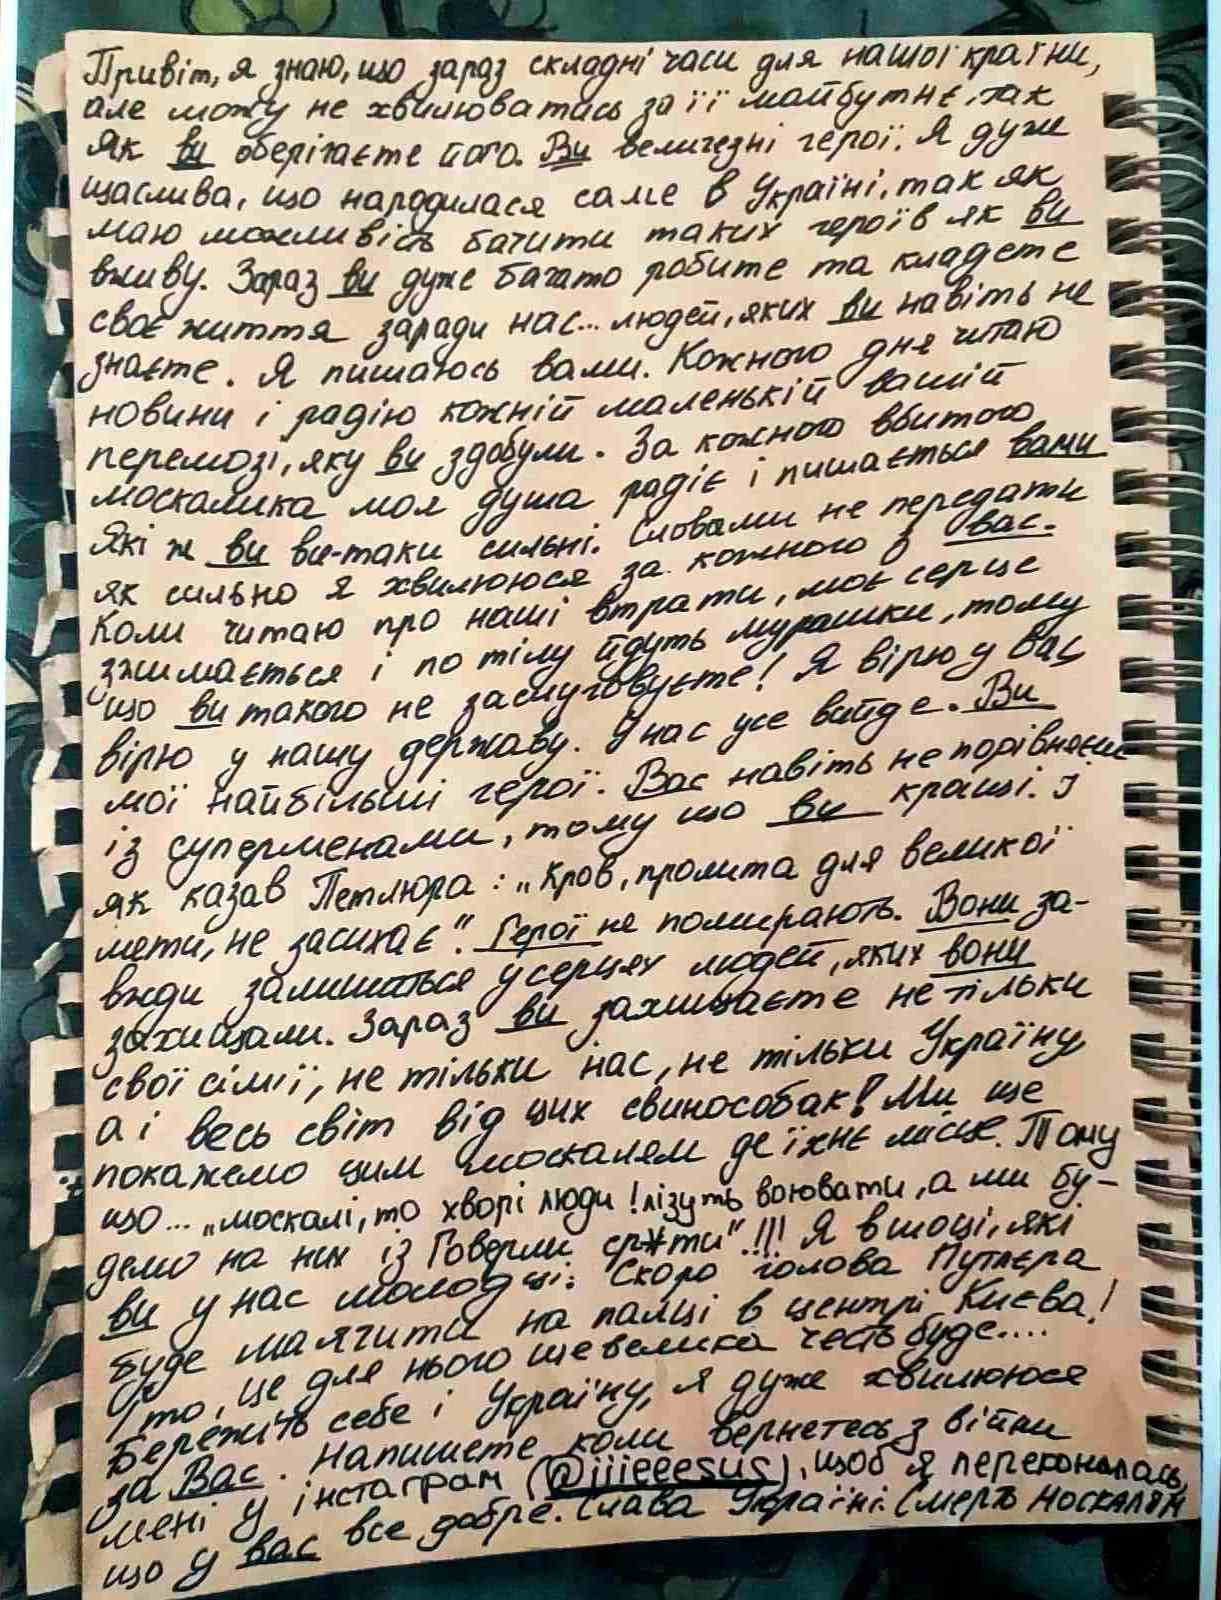 Привіт, я знаю, що зараз складні часи для нашої країни,
але можу не хвилюватись за її майбутнє, так
як ви оберігаєте його. Ви величезні герої. Я дуже
щаслива, що народилася саме в Україні, так як
маю можливість бачити таких героїв як ви
вживу. Зараз ви дуже багато робите та кладете
своє життя заради нас... людей, яких ви навіть не
знаєте. Я пишаюсь вами. Кожного дня читаю
новини і радію кожній маленькій вашій
перемозі, яку ви здобули. За кожного вбитого
москалика моя душа радіє і пишається вами
Які ж ви ви-таки сильні. Словами не передати
як сильно я хвилююся за кожного з вас.
Коли читаю про наші втрати, моє серце
зжимається і по тілу йдуть мурашки, тому
що ви такого не заслуговуєте! Я вірю у вас,
вірю у нашу державу. У нас усе вийде. Ви
мої найбільші герої. Вас навіть не порівняєш
із суперменами, тому що ви кращі. І
як казав Петлюра: „Кров, пролита для великої
мети, не засихає". Герої не помирають. Вони за-
вжди залишаться у серцях людей, яких вони
захищали. Зараз ви захищаєте не тільки
свої сімї, не тільки нас, не тільки Україну,
а і весь світ від цих свинособак! Ми ще
покажемо цим москалям де їхнє місце. Тому
що... „москалі, то хворі люди! лізуть воювати, а ми бу-
демо на них із Говерли ср*ти"!!! Я в шоці, які
ви у нас молодці. Скоро голова Путлєра
буде маячити на палці в центрі Києва!
І то, це для нього ще велика честь буде....
Бережіть себе і Україну, я дуже хвилююся
за Вас. Напишете коли вернетесь з війни
мені у інстаграм (@jjjeeesus), щоб я переконалась,
що у вас все добре. Слава Україні. Смерть москалям